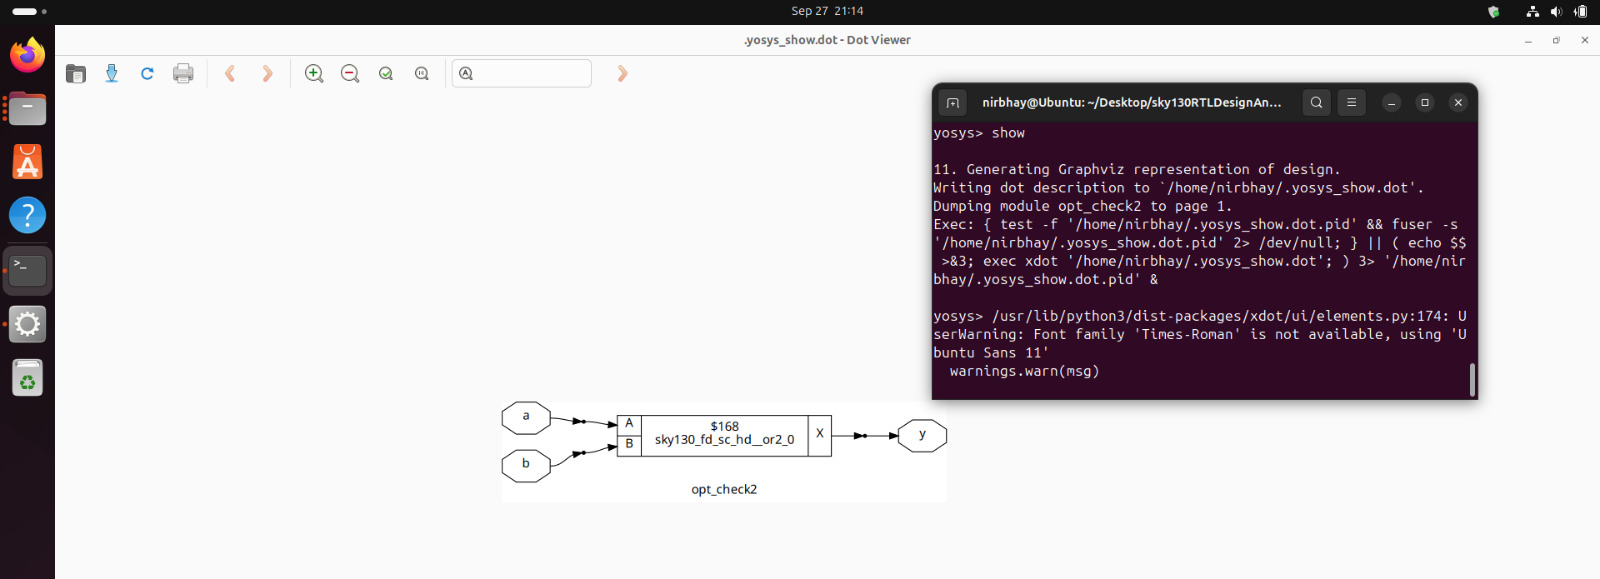 Sep 27 21:14
.yosys_show.dot - Dot Viewer
nirbhay@Ubuntu: ~/Desktop/sky130RTLDesignAn...
yosys> show
11. Generating Graphviz representation of design.
Writing dot description to `/home/nirbhay/.yosys_show.dot'.
Dumping module opt_check2 to page 1.
Exec: { test -f '/home/nirbhay/.yosys_show.dot.pid' && fuser -s
'/home/nirbhay/.yosys_show.dot.pid' 2> /dev/null; } || ( echo $$
>&3; exec xdot '/home/nirbhay/.yosys_show.dot'; ) 3> '/home/nir
bhay/.yosys_show.dot.pid' &
yosys> /usr/lib/python3/dist-packages/xdot/ui/elements.py:174: U
serWarning: Font family 'Times-Roman' is not available, using 'U
buntu Sans 11'
warnings.warn(msg)
a
b
A
B
$168
sky130_fd_sc_hd__or2_0
X
y
opt_check2